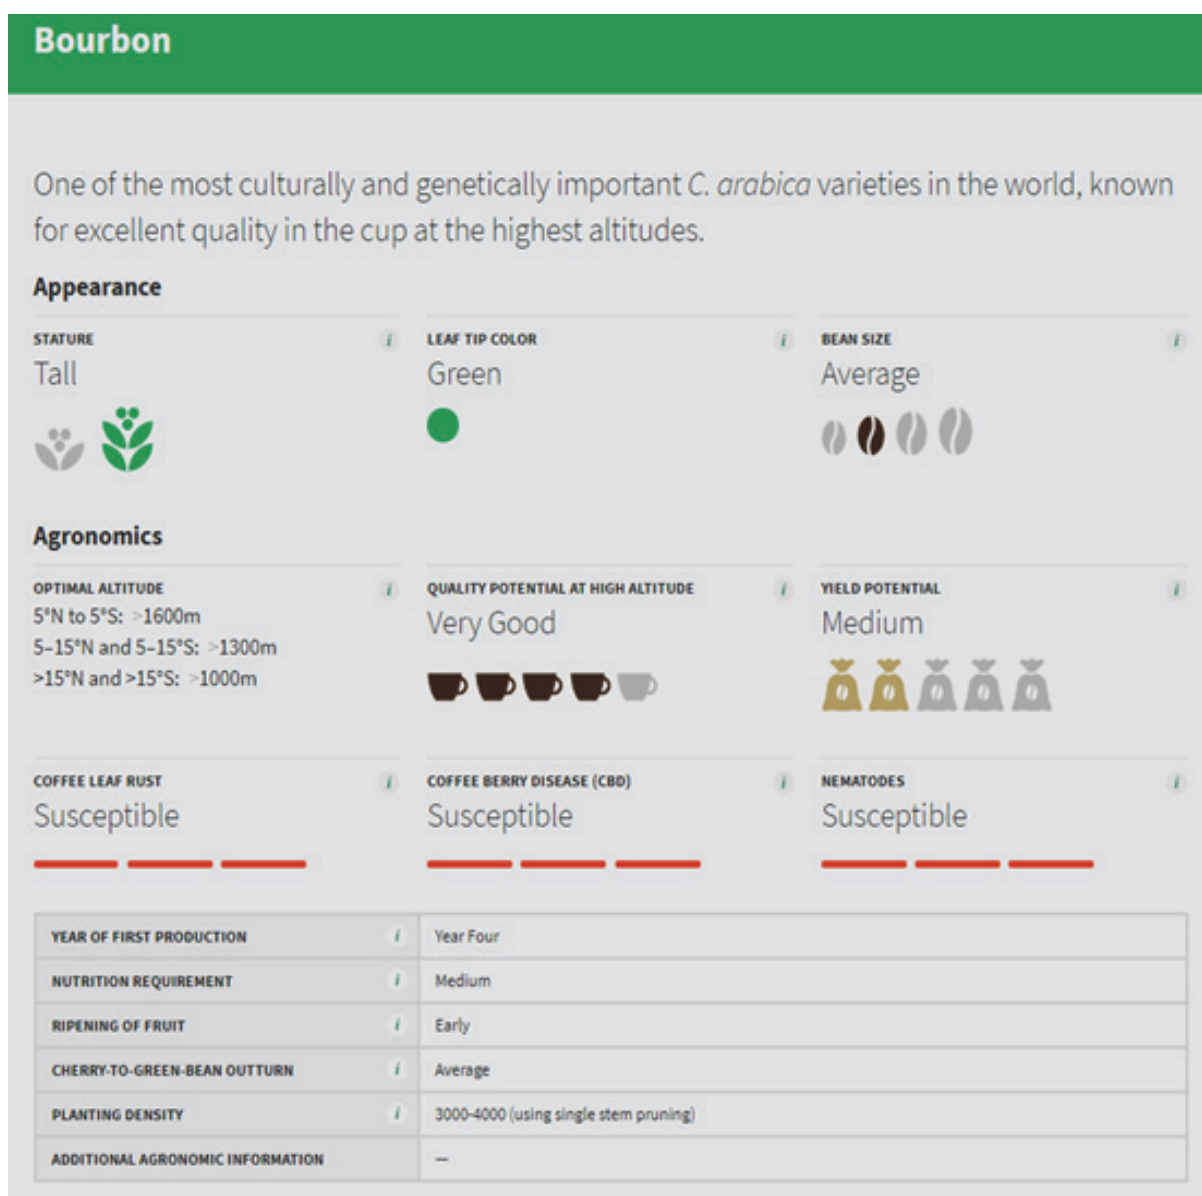 Bourbon
One of the most culturally and genetically important C. arabica varieties in the world, known
for excellent quality in the cup at the highest altitudes.
Appearance
STATURE i
Tall
LEAF TIP COLOR i
Green
BEAN SIZE i
Average
Agronomics
OPTIMAL ALTITUDE i
5°N to 5°S: >1600m
5–15°N and 5–15°S: >1300m
>15°N and >15°S: >1000m
QUALITY POTENTIAL AT HIGH ALTITUDE i
Very Good
YIELD POTENTIAL i
Medium
COFFEE LEAF RUST i
Susceptible
COFFEE BERRY DISEASE (CBD) i
Susceptible
NEMATODES i
Susceptible
YEAR OF FIRST PRODUCTION i Year Four
NUTRITION REQUIREMENT i Medium
RIPENING OF FRUIT i Early
CHERRY-TO-GREEN-BEAN OUTTURN i Average
PLANTING DENSITY i 3000-4000 (using single stem pruning)
ADDITIONAL AGRONOMIC INFORMATION —